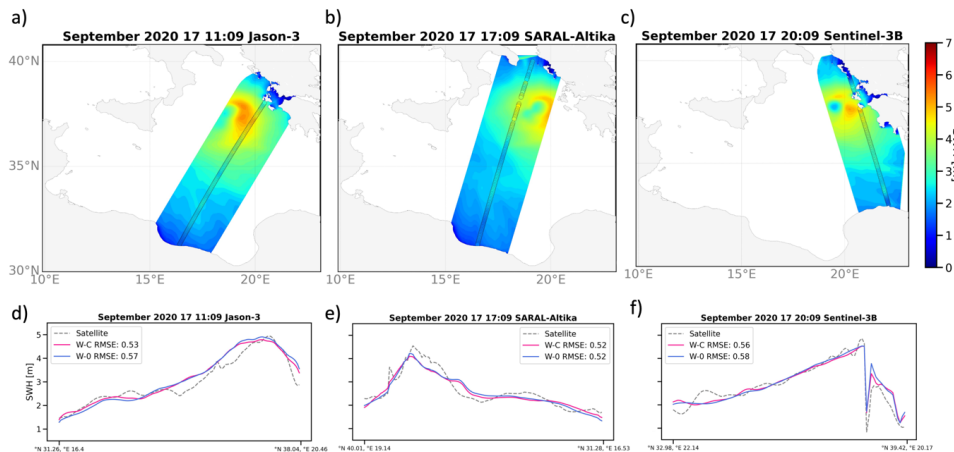 a)
b)
c)
September 2020 17 11:09 Jason-3
September 2020 17 17:09 SARAL-Altika
September 2020 17 20:09 Sentinel-3B
40°N
35°N
30°N
10°E 15°E 20°E
10°E 15°E 20°E
10°E 15°E 20°E
7
6
5
4
3
2
1
0
d)
e)
f)
September 2020 17 11:09 Jason-3
September 2020 17 17:09 SARAL-Altika
September 2020 17 20:09 Sentinel-3B
SWH [m]
5
4
3
2
1
Satellite
W-C RMSE: 0.53
W-0 RMSE: 0.57
Satellite
W-C RMSE: 0.52
W-0 RMSE: 0.52
Satellite
W-C RMSE: 0.56
W-0 RMSE: 0.58
°N 31.26, °E 16.4
°N 38.04, °E 20.46
°N 40.01, °E 19.14
°N 31.28, °E 16.53
°N 32.98, °E 22.14
°N 39.42, °E 20.17